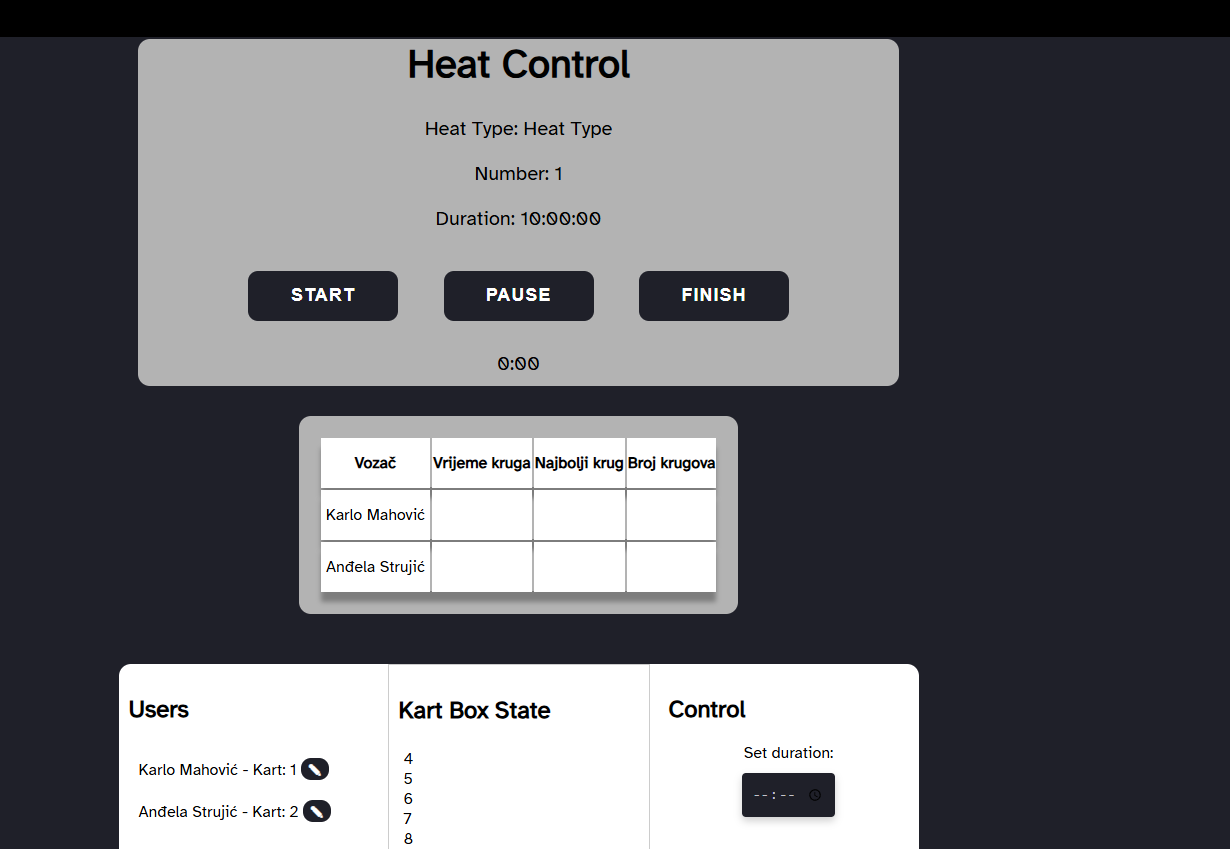 Heat Control
Heat Type: Heat Type
Number: 1
Duration: 10:00:00
START PAUSE FINISH
0:00
Vozač Vrijeme kruga Najbolji krug Broj krugova
Karlo Mahović
Anđela Strujić
Users
Karlo Mahović - Kart: 1
Anđela Strujić - Kart: 2
Kart Box State
4
5
6
7
8
Control
Set duration:
--:--